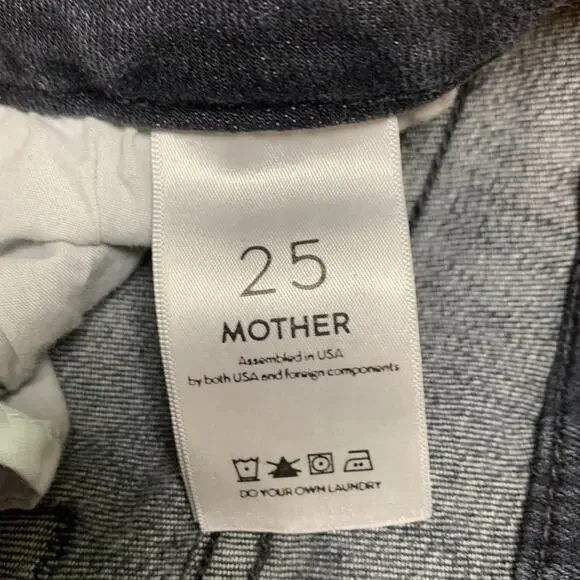 25
MOTHER
Assembled in USA
by both USA and foreign components
DO YOUR OWN LAUNDRY